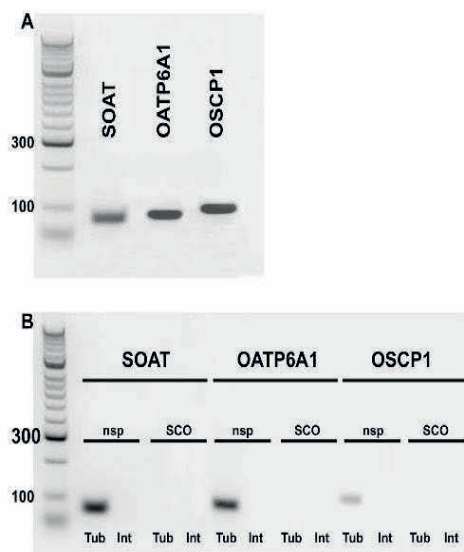 A
SOAT
OATP6A1
OSCP1
300
100
B
SOAT OATP6A1 OSCP1
nsp SCO nsp SCO nsp SCO
300
100
Tub Int Tub Int Tub Int Tub Int Tub Int Tub Int